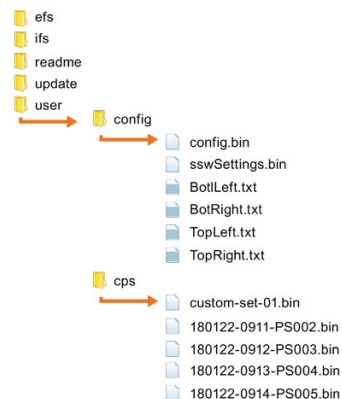 efs
ifs
readme
update
user
config
config.bin
sswSettings.bin
BotlLeft.txt
BotRight.txt
TopLeft.txt
TopRight.txt
cps
custom-set-01.bin
180122-0911-PS002.bin
180122-0912-PS003.bin
180122-0913-PS004.bin
180122-0914-PS005.bin